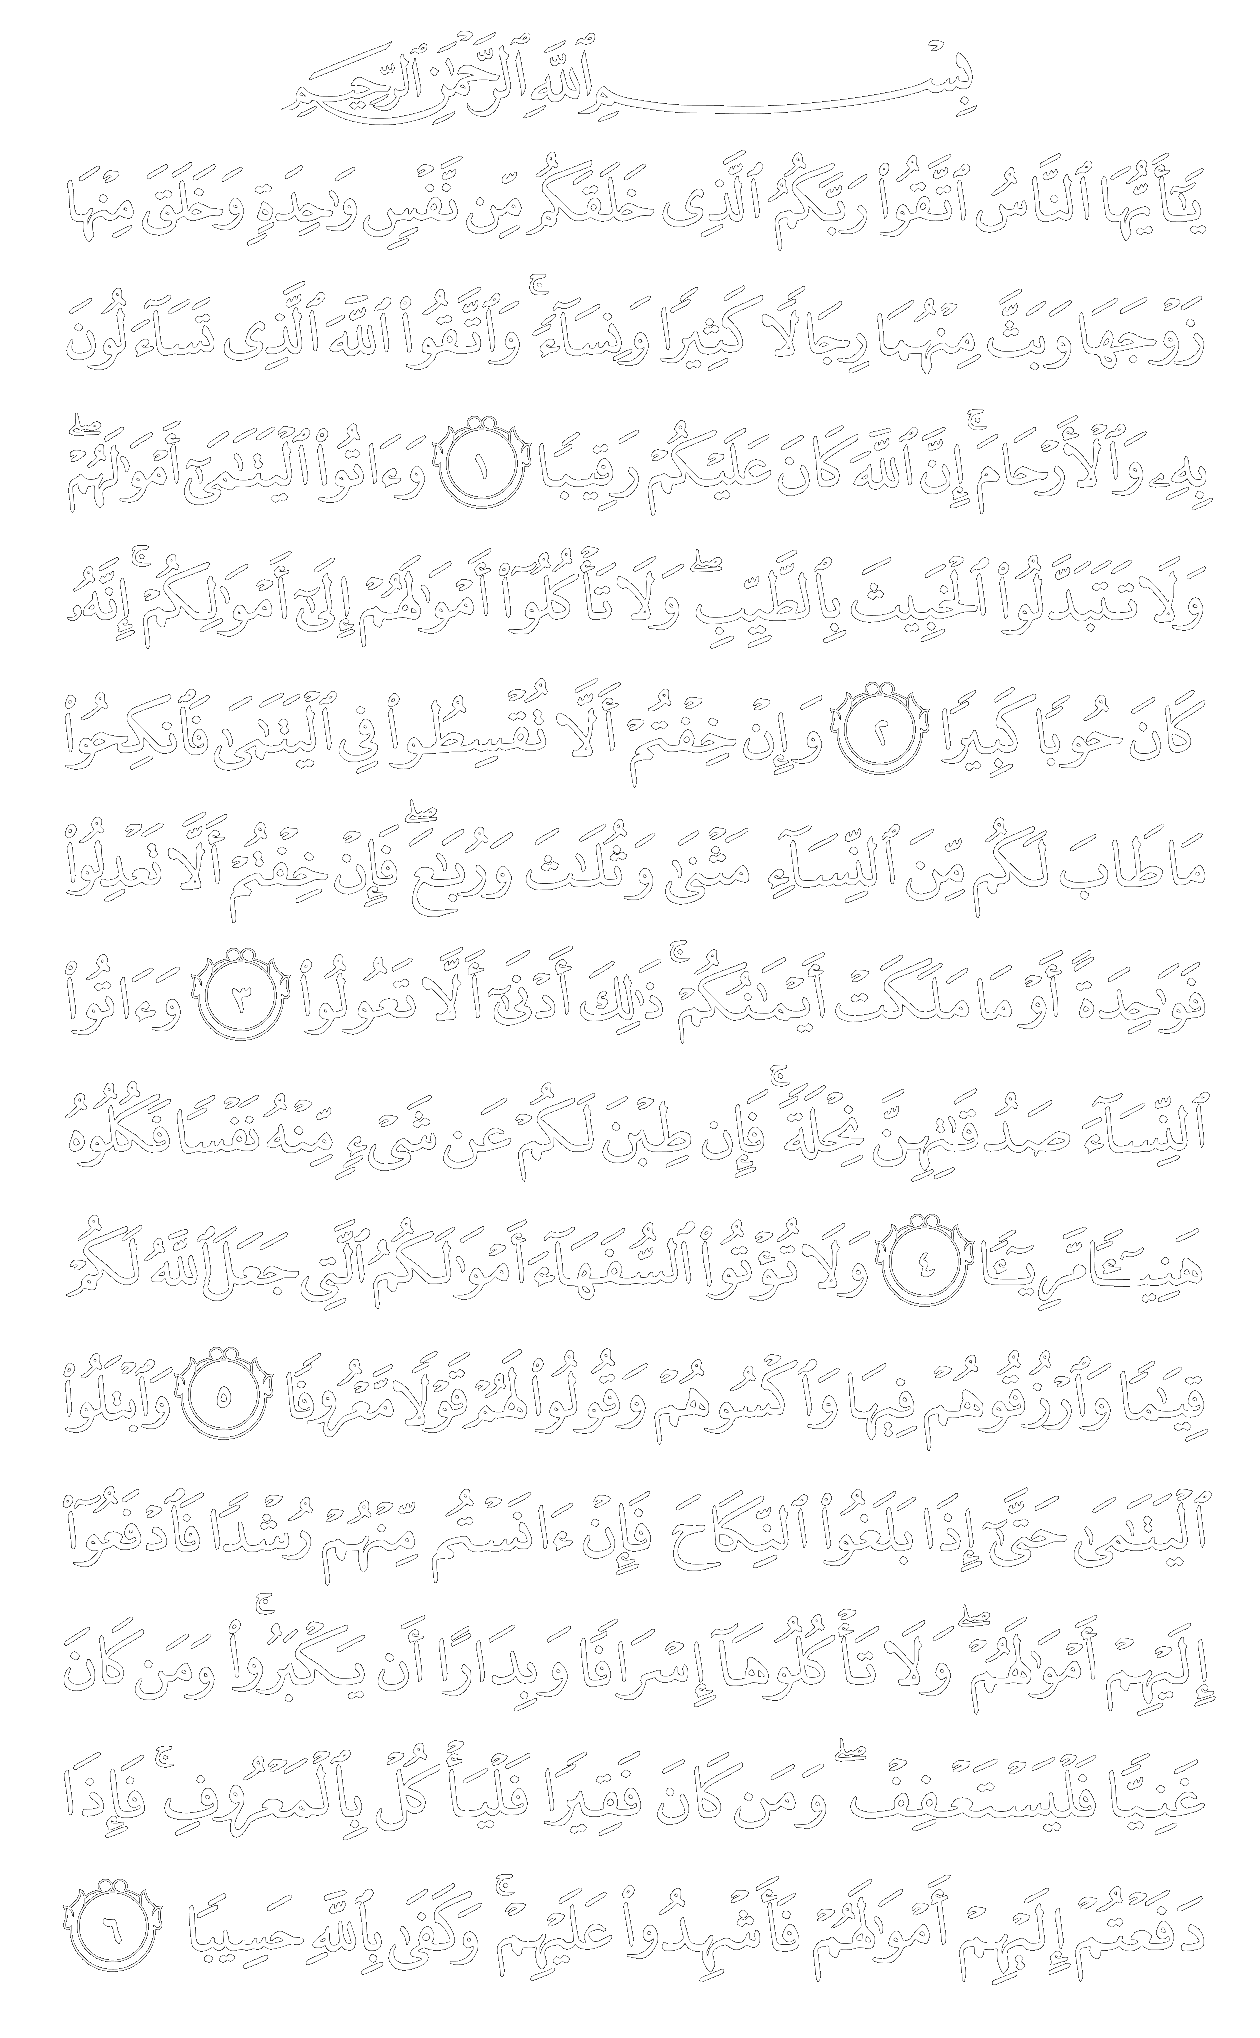 بِسْمِ ٱللَّهِ ٱلرَّحْمَٰنِ ٱلرَّحِيمِ
يَٰٓأَيُّهَا ٱلنَّاسُ ٱتَّقُوا۟ رَبَّكُمُ ٱلَّذِى خَلَقَكُم مِّن نَّفْسٍ وَٰحِدَةٍ وَخَلَقَ مِنْهَا
زَوْجَهَا وَبَثَّ مِنْهُمَا رِجَالًا كَثِيرًا وَنِسَآءً ۚ وَٱتَّقُوا۟ ٱللَّهَ ٱلَّذِى تَسَآءَلُونَ
بِهِۦ وَٱلْأَرْحَامَ ۚ إِنَّ ٱللَّهَ كَانَ عَلَيْكُمْ رَقِيبًا ١ وَءَاتُوا۟ ٱلْيَتَٰمَىٰٓ أَمْوَٰلَهُمْ ۖ
وَلَا تَتَبَدَّلُوا۟ ٱلْخَبِيثَ بِٱلطَّيِّبِ ۖ وَلَا تَأْكُلُوٓا۟ أَمْوَٰلَهُمْ إِلَىٰٓ أَمْوَٰلِكُمْ ۚ إِنَّهُۥ
كَانَ حُوبًا كَبِيرًا ٢ وَإِنْ خِفْتُمْ أَلَّا تُقْسِطُوا۟ فِى ٱلْيَتَٰمَىٰ فَٱنكِحُوا۟
مَا طَابَ لَكُم مِّنَ ٱلنِّسَآءِ مَثْنَىٰ وَثُلَٰثَ وَرُبَٰعَ ۖ فَإِنْ خِفْتُمْ أَلَّا تَعْدِلُوا۟
فَوَٰحِدَةً أَوْ مَا مَلَكَتْ أَيْمَٰنُكُمْ ۚ ذَٰلِكَ أَدْنَىٰٓ أَلَّا تَعُولُوا۟ ٣ وَءَاتُوا۟
ٱلنِّسَآءَ صَدُقَٰتِهِنَّ نِحْلَةً ۚ فَإِن طِبْنَ لَكُمْ عَن شَىْءٍ مِّنْهُ نَفْسًا فَكُلُوهُ
هَنِيٓـًٔا مَّرِيٓـًٔا ٤ وَلَا تُؤْتُوا۟ ٱلسُّفَهَآءَ أَمْوَٰلَكُمُ ٱلَّتِى جَعَلَ ٱللَّهُ لَكُمْ
قِيَٰمًا وَٱرْزُقُوهُمْ فِيهَا وَٱكْسُوهُمْ وَقُولُوا۟ لَهُمْ قَوْلًا مَّعْرُوفًا ٥ وَٱبْتَلُوا۟
ٱلْيَتَٰمَىٰ حَتَّىٰٓ إِذَا بَلَغُوا۟ ٱلنِّكَاحَ فَإِنْ ءَانَسْتُم مِّنْهُمْ رُشْدًا فَٱدْفَعُوٓا۟
إِلَيْهِمْ أَمْوَٰلَهُمْ ۖ وَلَا تَأْكُلُوهَآ إِسْرَافًا وَبِدَارًا أَن يَكْبَرُوا۟ ۚ وَمَن كَانَ
غَنِيًّا فَلْيَسْتَعْفِفْ ۖ وَمَن كَانَ فَقِيرًا فَلْيَأْكُلْ بِٱلْمَعْرُوفِ ۚ فَإِذَا
دَفَعْتُمْ إِلَيْهِمْ أَمْوَٰلَهُمْ فَأَشْهِدُوا۟ عَلَيْهِمْ ۚ وَكَفَىٰ بِٱللَّهِ حَسِيبًا ٦